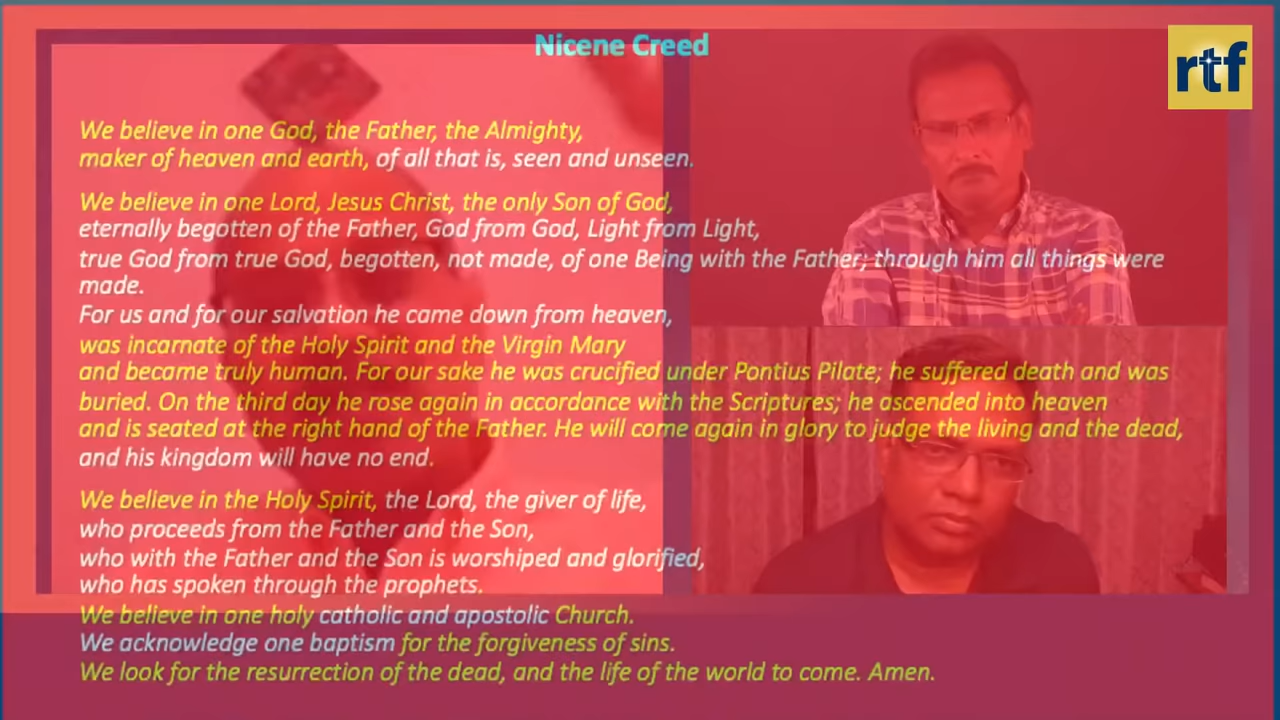 Nicene Creed
rtf
We believe in one God, the Father, the Almighty,
maker of heaven and earth, of all that is, seen and unseen.
We believe in one Lord, Jesus Christ, the only Son of God,
eternally begotten of the Father, God from God, Light from Light,
true God from true God, begotten, not made, of one Being with the Father; through him all things were
made.
For us and for our salvation he came down from heaven,
was incarnate of the Holy Spirit and the Virgin Mary
and became truly human. For our sake he was crucified under Pontius Pilate; he suffered death and was
buried. On the third day he rose again in accordance with the Scriptures; he ascended into heaven
and is seated at the right hand of the Father. He will come again in glory to judge the living and the dead,
and his kingdom will have no end.
We believe in the Holy Spirit, the Lord, the giver of life,
who proceeds from the Father and the Son,
who with the Father and the Son is worshiped and glorified,
who has spoken through the prophets.
We believe in one holy catholic and apostolic Church.
We acknowledge one baptism for the forgiveness of sins.
We look for the resurrection of the dead, and the life of the world to come. Amen.